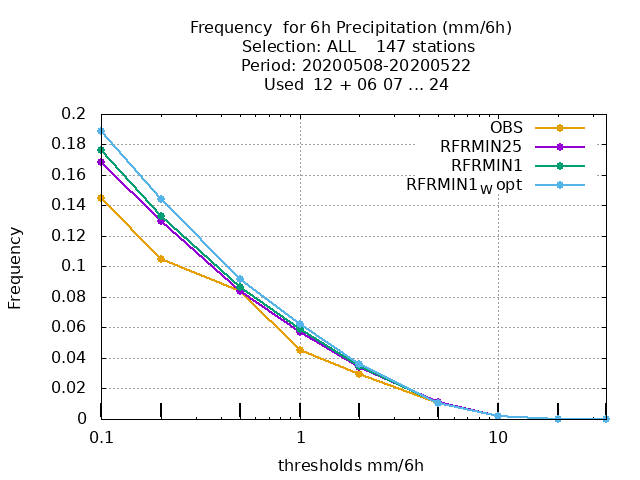 Frequency  for 6h Precipitation (mm/6h)
Selection: ALL    147 stations
Period: 20200508-20200522
Used  12 + 06 07 ... 24
OBS
RFRMIN25
RFRMIN1
RFRMIN1W opt
0.2
0.18
0.16
0.14
0.12
0.1
0.08
0.06
0.04
0.02
0
Frequency
0.1 1 10
thresholds mm/6h